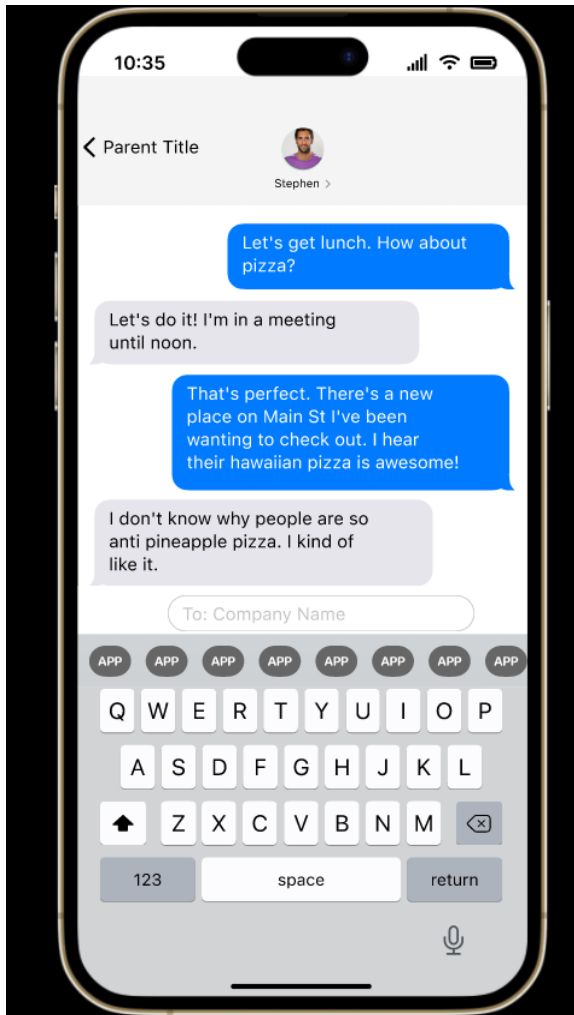 10:35
Parent Title
Stephen
Let's get lunch. How about
pizza?
Let's do it! I'm in a meeting
until noon.
That's perfect. There's a new
place on Main St I've been
wanting to check out. I hear
their hawaiian pizza is awesome!
I don't know why people are so
anti pineapple pizza. I kind of
like it.
To: Company Name
APP APP APP APP APP APP APP APP
Q W E R T Y U I O P
A S D F G H J K L
Z X C V B N M
123 space return